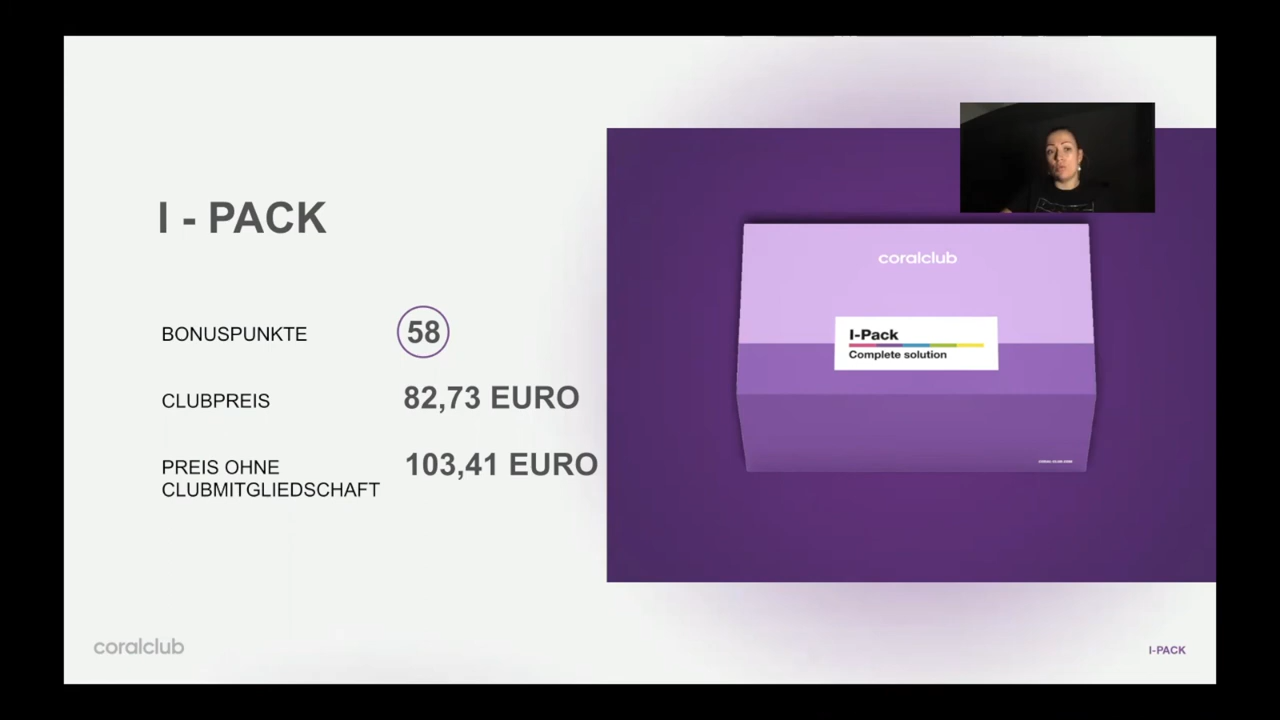 I - PACK
BONUSPUNKTE 58
CLUBPREIS 82,73 EURO
PREIS OHNE
CLUBMITGLIEDSCHAFT 103,41 EURO
coralclub
I-Pack
Complete solution
coralclub
I-PACK